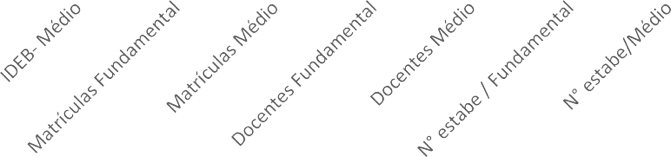 IDEB- Médio
Matrículas Fundamental
Matrículas Médio
Docentes Fundamental
Docentes Médio
N° estabe / Fundamental
N° estabe/Médio